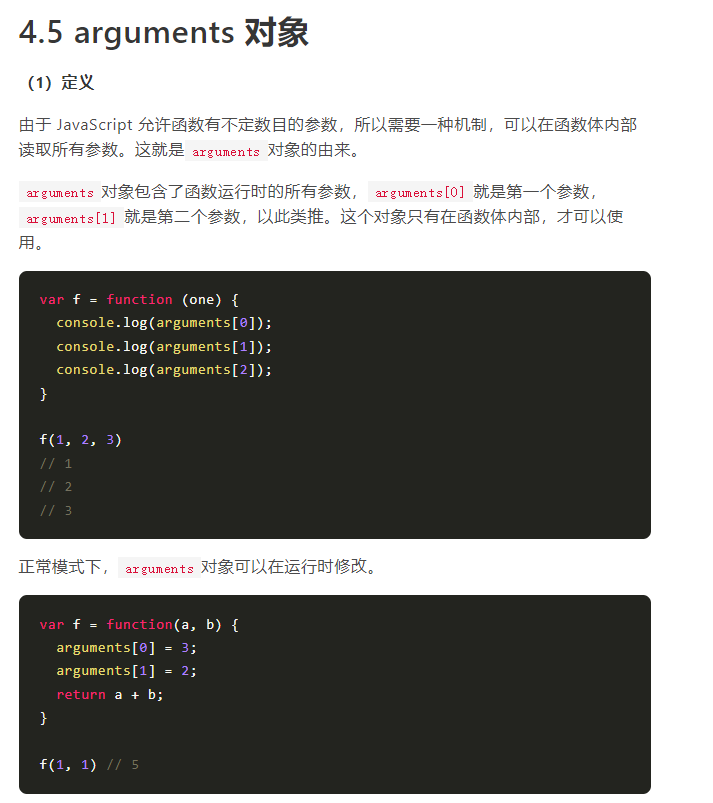 4.5 arguments 对象
（1）定义
由于 JavaScript 允许函数有不定数目的参数，所以需要一种机制，可以在函数体内部
读取所有参数。这就是 arguments 对象的由来。
arguments 对象包含了函数运行时的所有参数， arguments[0] 就是第一个参数，
arguments[1] 就是第二个参数，以此类推。这个对象只有在函数体内部，才可以使
用。
var f = function (one) {
  console.log(arguments[0]);
  console.log(arguments[1]);
  console.log(arguments[2]);
}
f(1, 2, 3)
// 1
// 2
// 3
正常模式下， arguments 对象可以在运行时修改。
var f = function(a, b) {
  arguments[0] = 3;
  arguments[1] = 2;
  return a + b;
}
f(1, 1) // 5